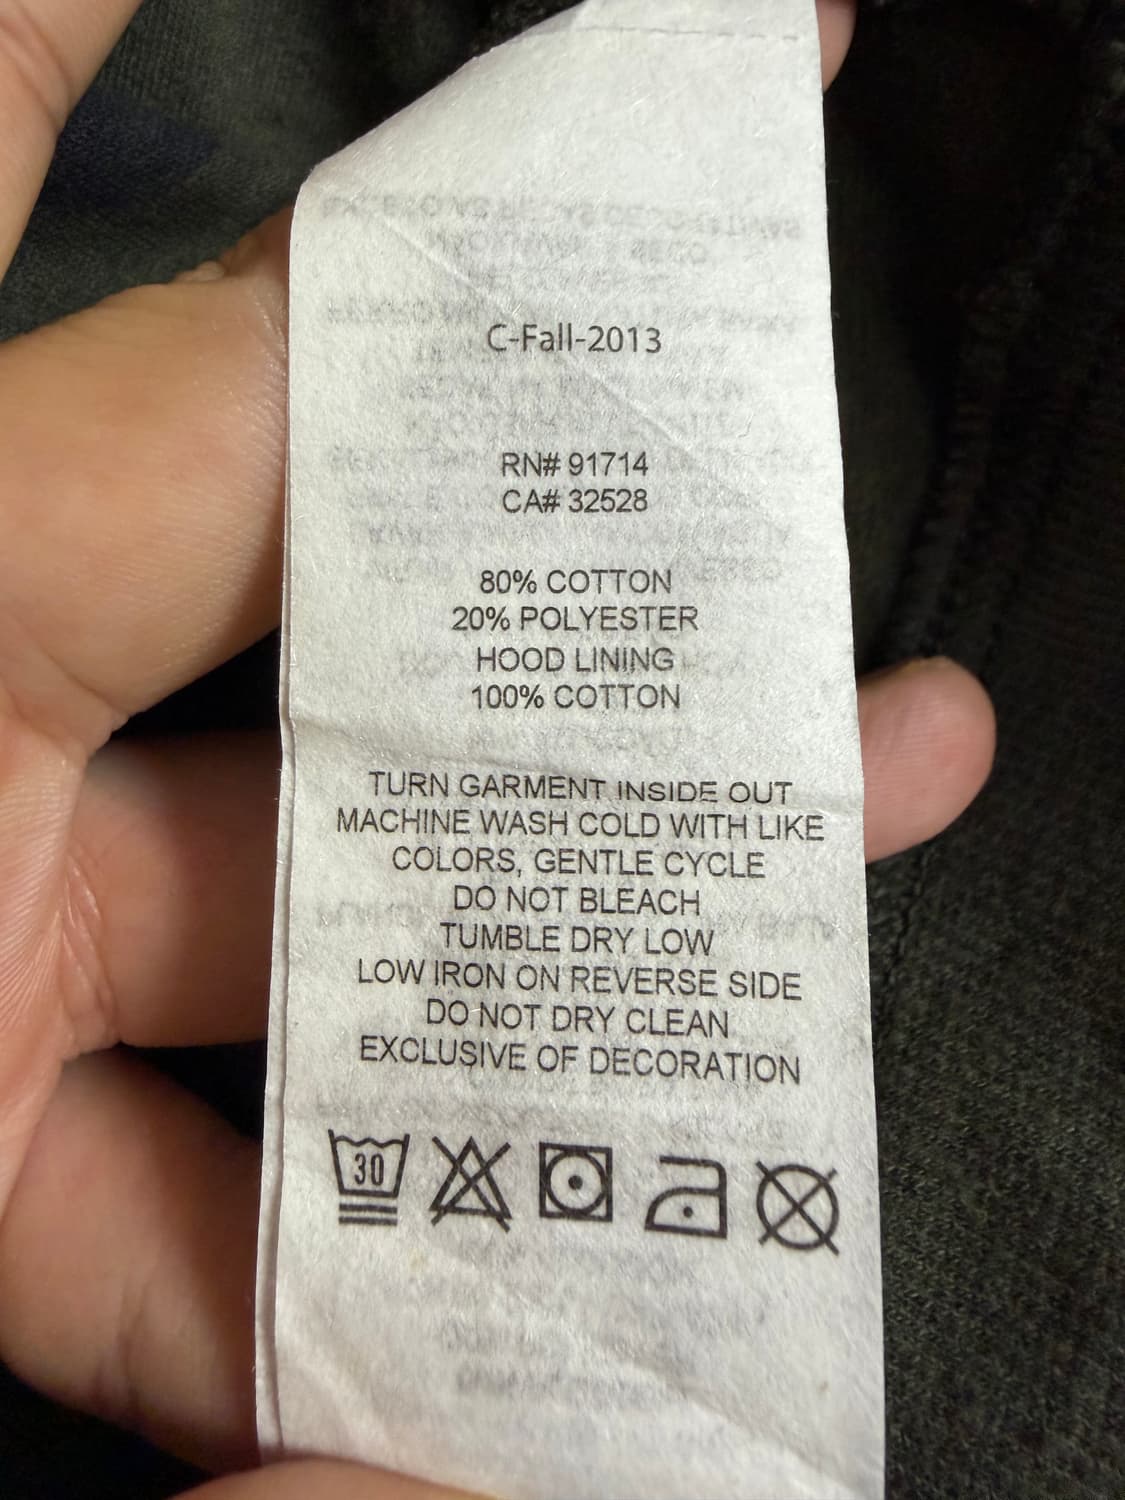 C-Fall-2013
RN# 91714
CA# 32528
80% COTTON
20% POLYESTER
HOOD LINING
100% COTTON
TURN GARMENT INSIDE OUT
MACHINE WASH COLD WITH LIKE
COLORS, GENTLE CYCLE
DO NOT BLEACH
TUMBLE DRY LOW
LOW IRON ON REVERSE SIDE
DO NOT DRY CLEAN
EXCLUSIVE OF DECORATION
30